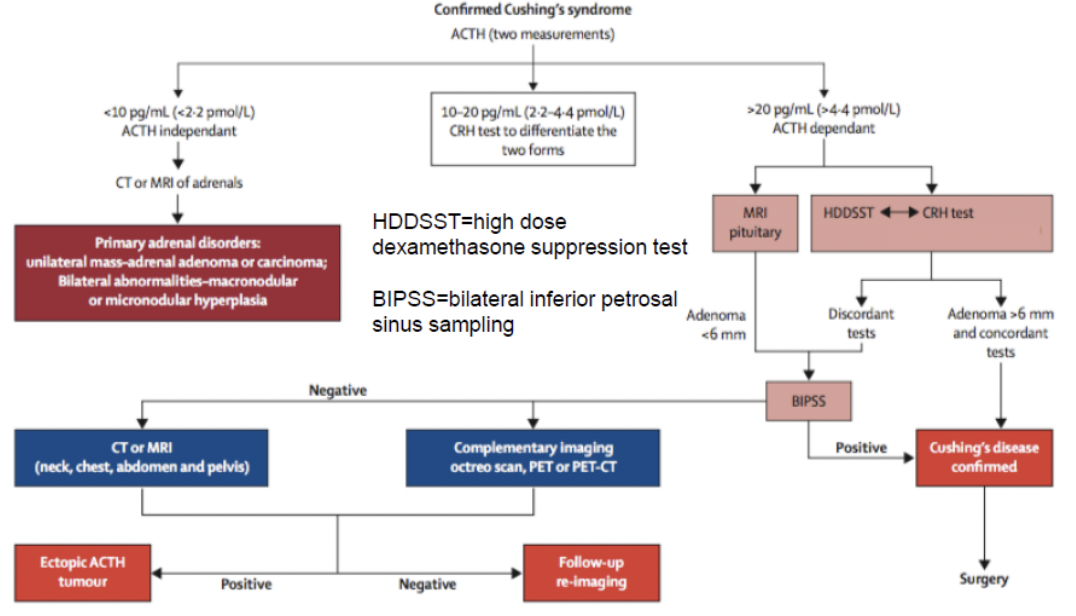 Confirmed Cushing's syndrome
ACTH (two measurements)
<10 pg/mL (<2·2 pmol/L)
ACTH independant
10–20 pg/mL (2·2–4·4 pmol/L)
CRH test to differentiate the
two forms
>20 pg/mL (>4·4 pmol/L)
ACTH dependant
CT or MRI of adrenals
Primary adrenal disorders:
unilateral mass–adrenal adenoma or carcinoma;
Bilateral abnormalities–macronodular
or micronodular hyperplasia
HDDSST=high dose
dexamethasone suppression test
BIPSS=bilateral inferior petrosal
sinus sampling
MRI
pituitary
HDDSST
CRH test
Adenoma
<6 mm
Discordant
tests
Adenoma >6 mm
and concordant
tests
BIPSS
Negative
Positive
CT or MRI
(neck, chest, abdomen and pelvis)
Complementary imaging
octreo scan, PET or PET-CT
Cushing's disease
confirmed
Ectopic ACTH
tumour
Positive
Negative
Follow-up
re-imaging
Surgery